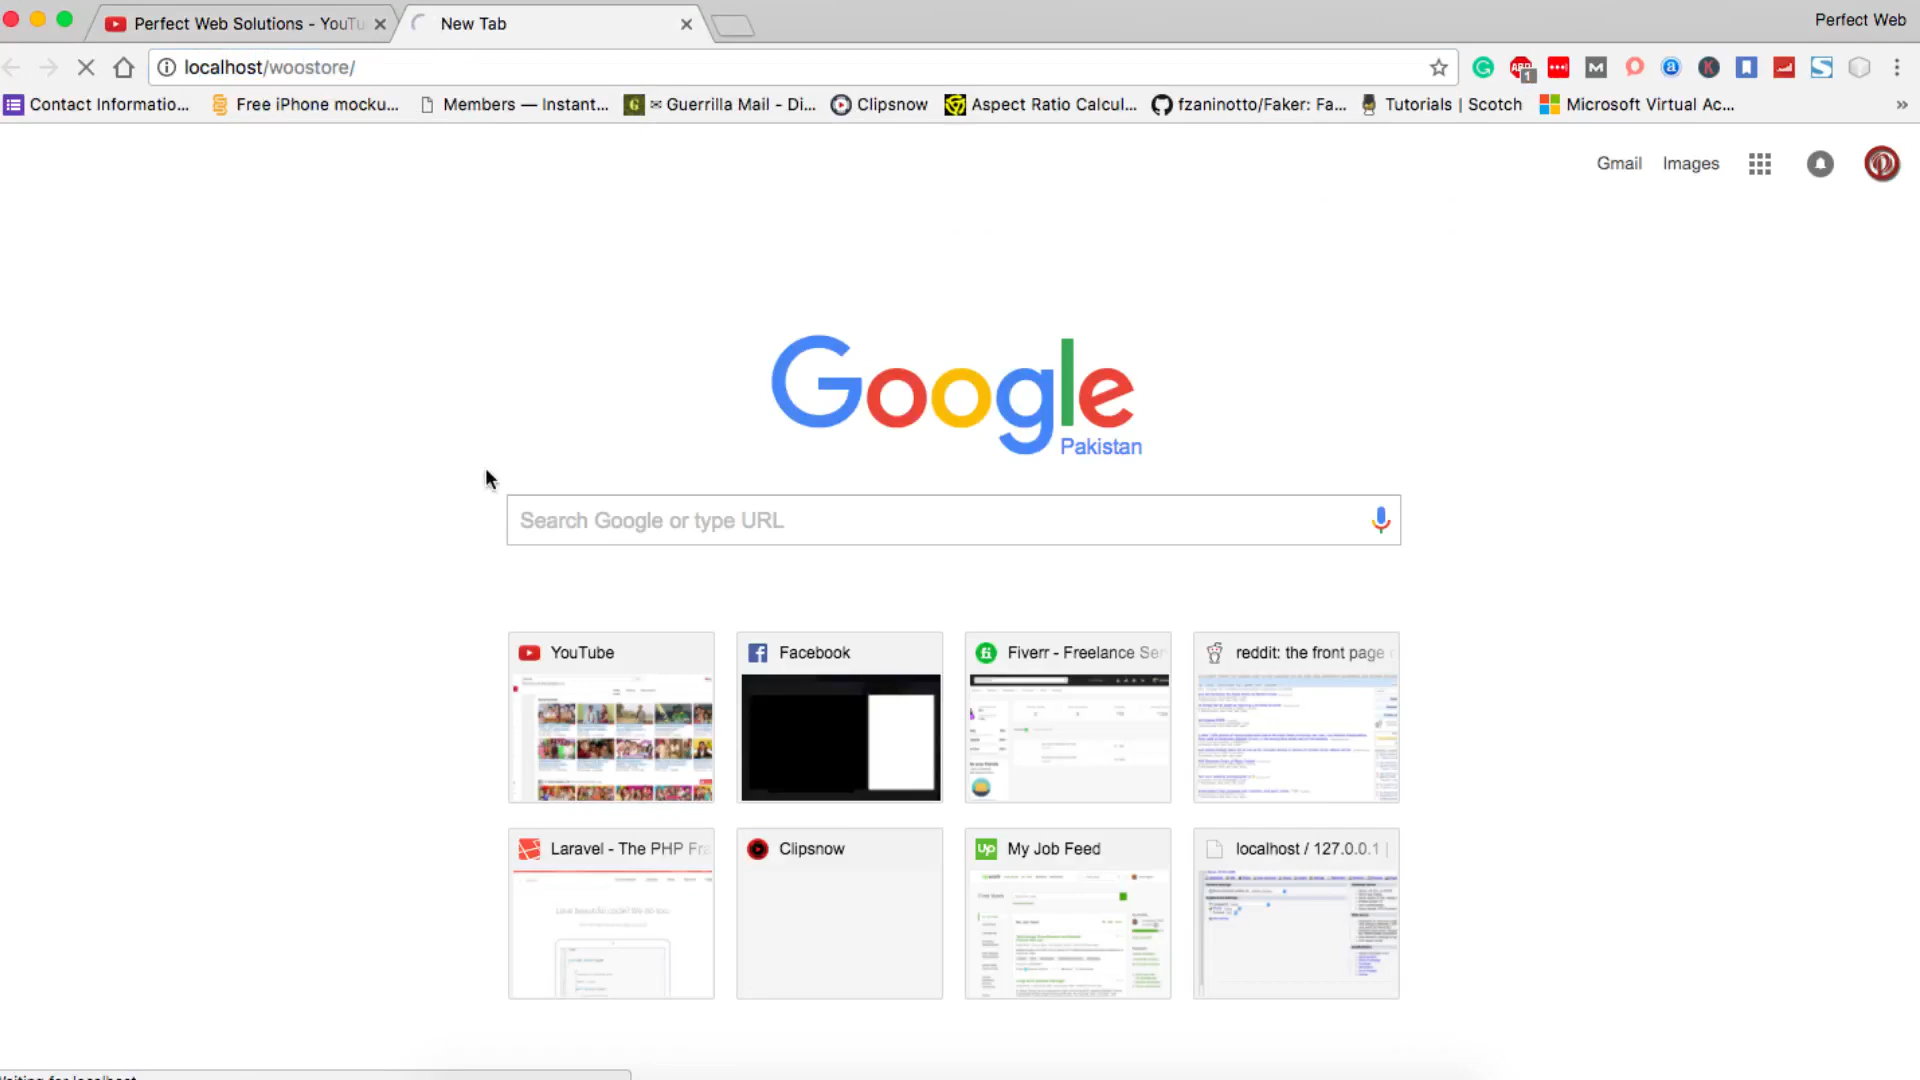 Perfect Web Solutions - YouTu
New Tab
Perfect Web
localhost/woostore/
1
Contact Informatio...
Free iPhone mocku...
Members — Instant...
Guerrilla Mail - Di...
Clipsnow
Aspect Ratio Calcul...
fzaninotto/Faker: Fa...
Tutorials | Scotch
Microsoft Virtual Ac...
»
Gmail
Images
Google
Pakistan
Search Google or type URL
YouTube
Facebook
Fiverr - Freelance Ser
reddit: the front page
Laravel - The PHP Fra
Clipsnow
My Job Feed
localhost / 127.0.0.1 |